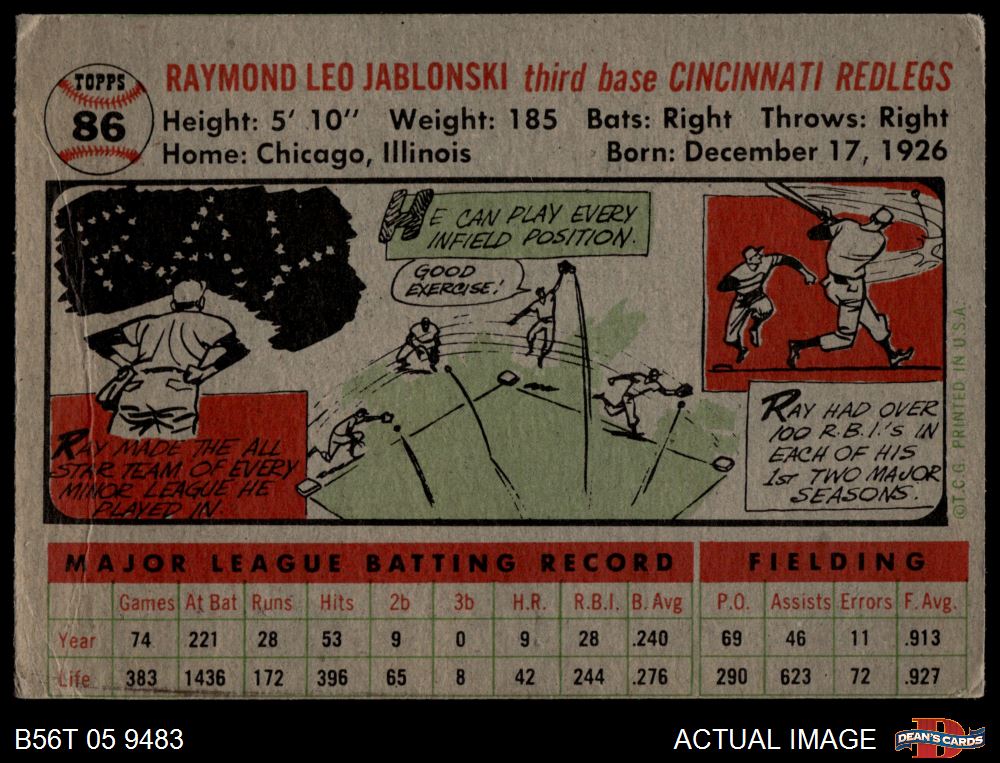 TOPPS
86
RAYMOND LEO JABLONSKI third base CINCINNATI REDLEGS
Height: 5' 10" Weight: 185 Bats: Right Throws: Right
Home: Chicago, Illinois Born: December 17, 1926
RAY MADE THE ALL
STAR TEAM OF EVERY
MINOR LEAGUE HE
PLAYED IN.
HE CAN PLAY EVERY
INFIELD POSITION.
GOOD
EXERCISE!
RAY HAD OVER
100 R.B.I.'S IN
EACH OF HIS
1ST TWO MAJOR
SEASONS.
©T.C.G. PRINTED IN U.S.A.
MAJOR LEAGUE BATTING RECORD FIELDING
Games At Bat Runs Hits 2b 3b H.R. R.B.I. B. Avg P.O. Assists Errors F. Avg.
Year 74 221 28 53 9 0 9 28 .240 69 46 11 .913
Life 383 1436 172 396 65 8 42 244 .276 290 623 72 .927
B56T 05 9483 ACTUAL IMAGE DEAN'S CARDS